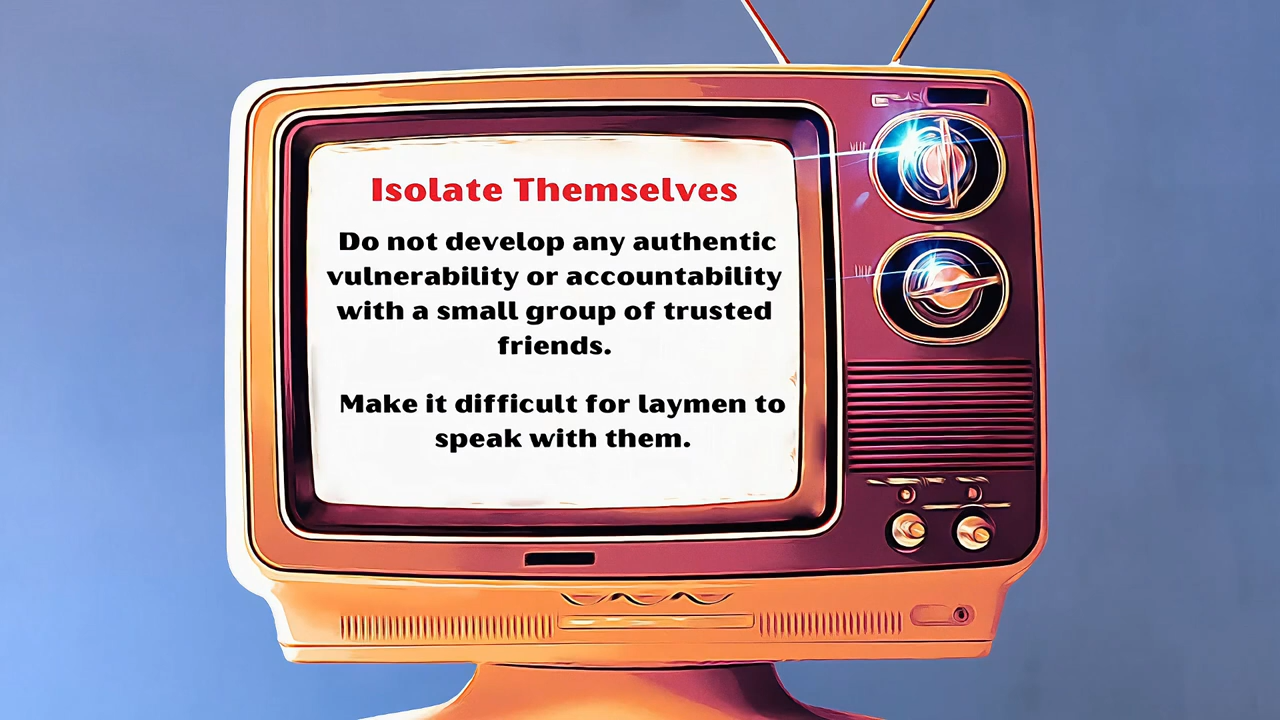 Isolate Themselves
Do not develop any authentic
vulnerability or accountability
with a small group of trusted
friends.
Make it difficult for laymen to
speak with them.